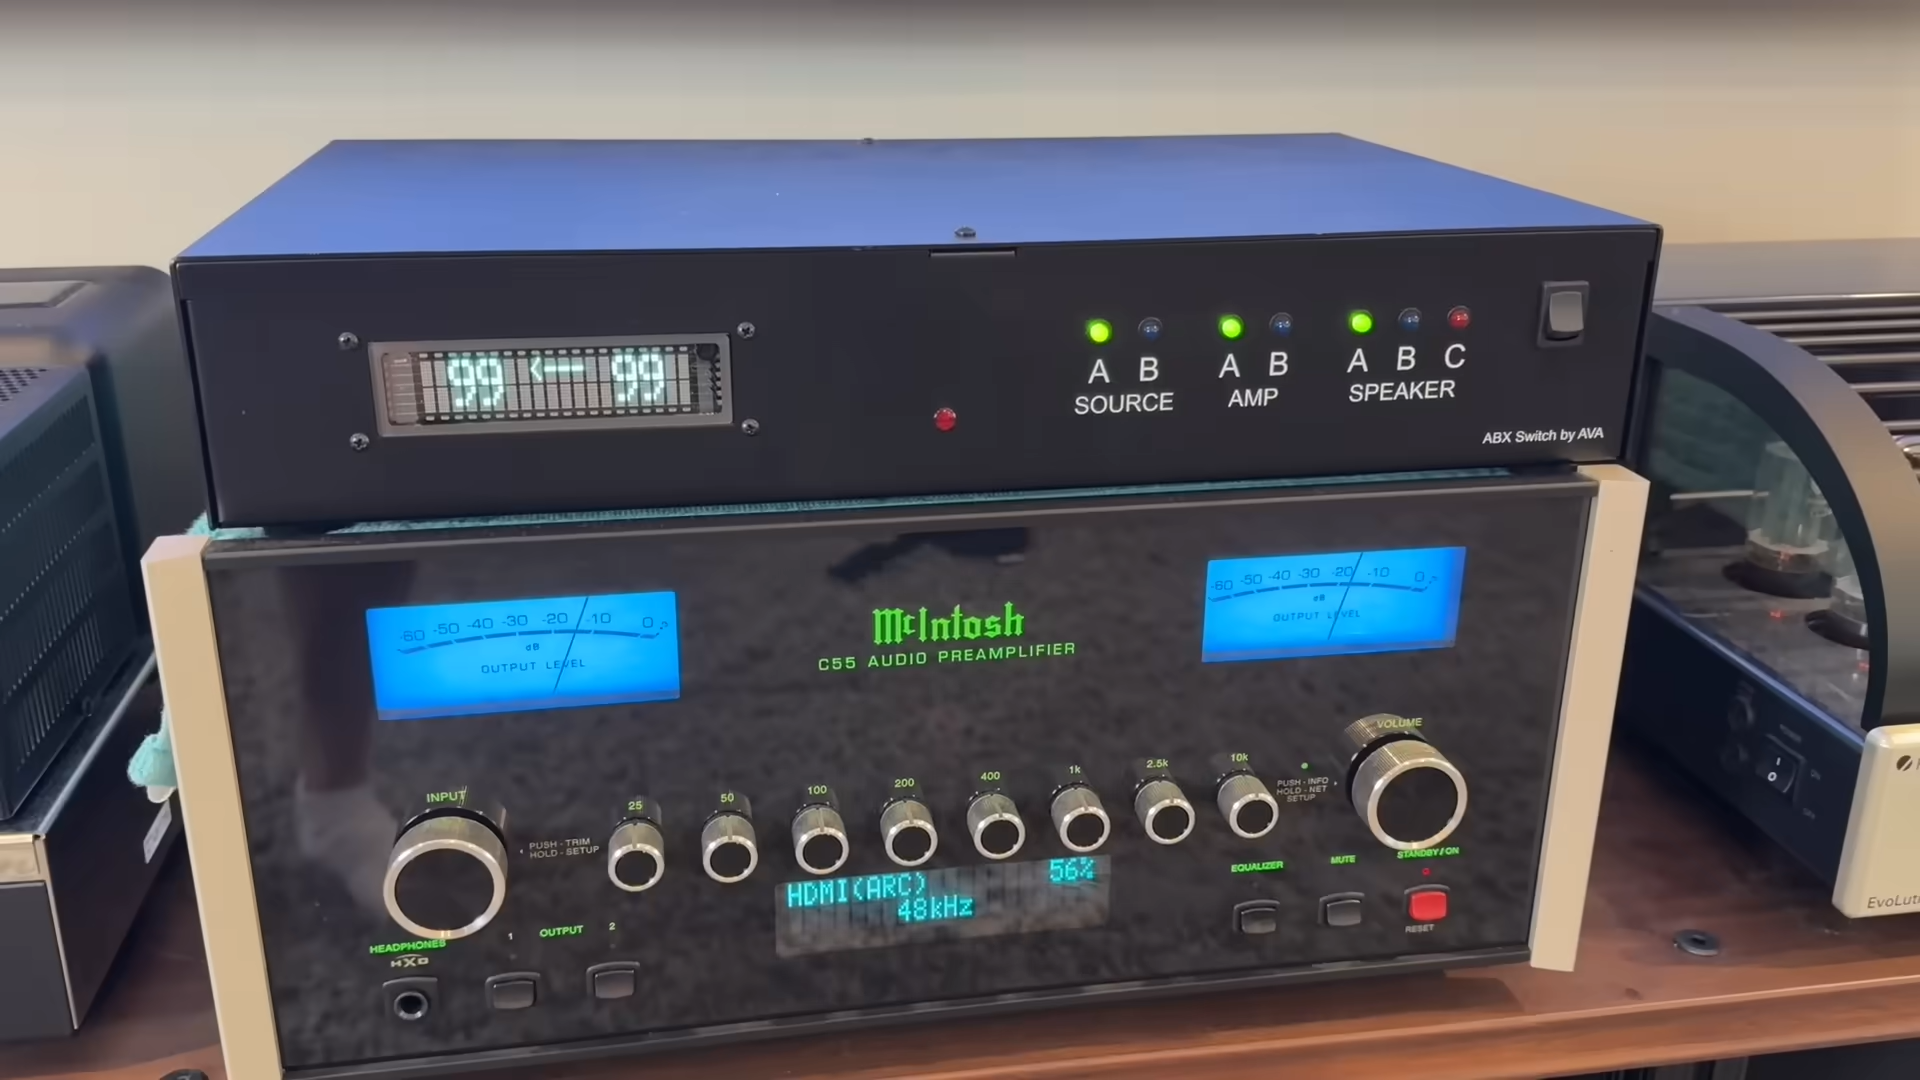 99 <-- 99
A B
SOURCE
A B
AMP
A B C
SPEAKER
ABX Switch by AVA
-60 -50 -40 -30 -20 -10 0
dB
OUTPUT LEVEL
McIntosh
C55 AUDIO PREAMPLIFIER
-60 -50 -40 -30 -20 -10 0
dB
OUTPUT LEVEL
INPUT
PUSH - TRIM
HOLD - SETUP
25 50 100 200 400 1k 2.5k 10k
PUSH - INFO
HOLD - NET
SETUP
VOLUME
HDMI(ARC) 56%
48kHz
EQUALIZER
MUTE
STANDBY/ON
RESET
HEADPHONES
HXD
1 OUTPUT 2
POWER
ON
I
O
OFF